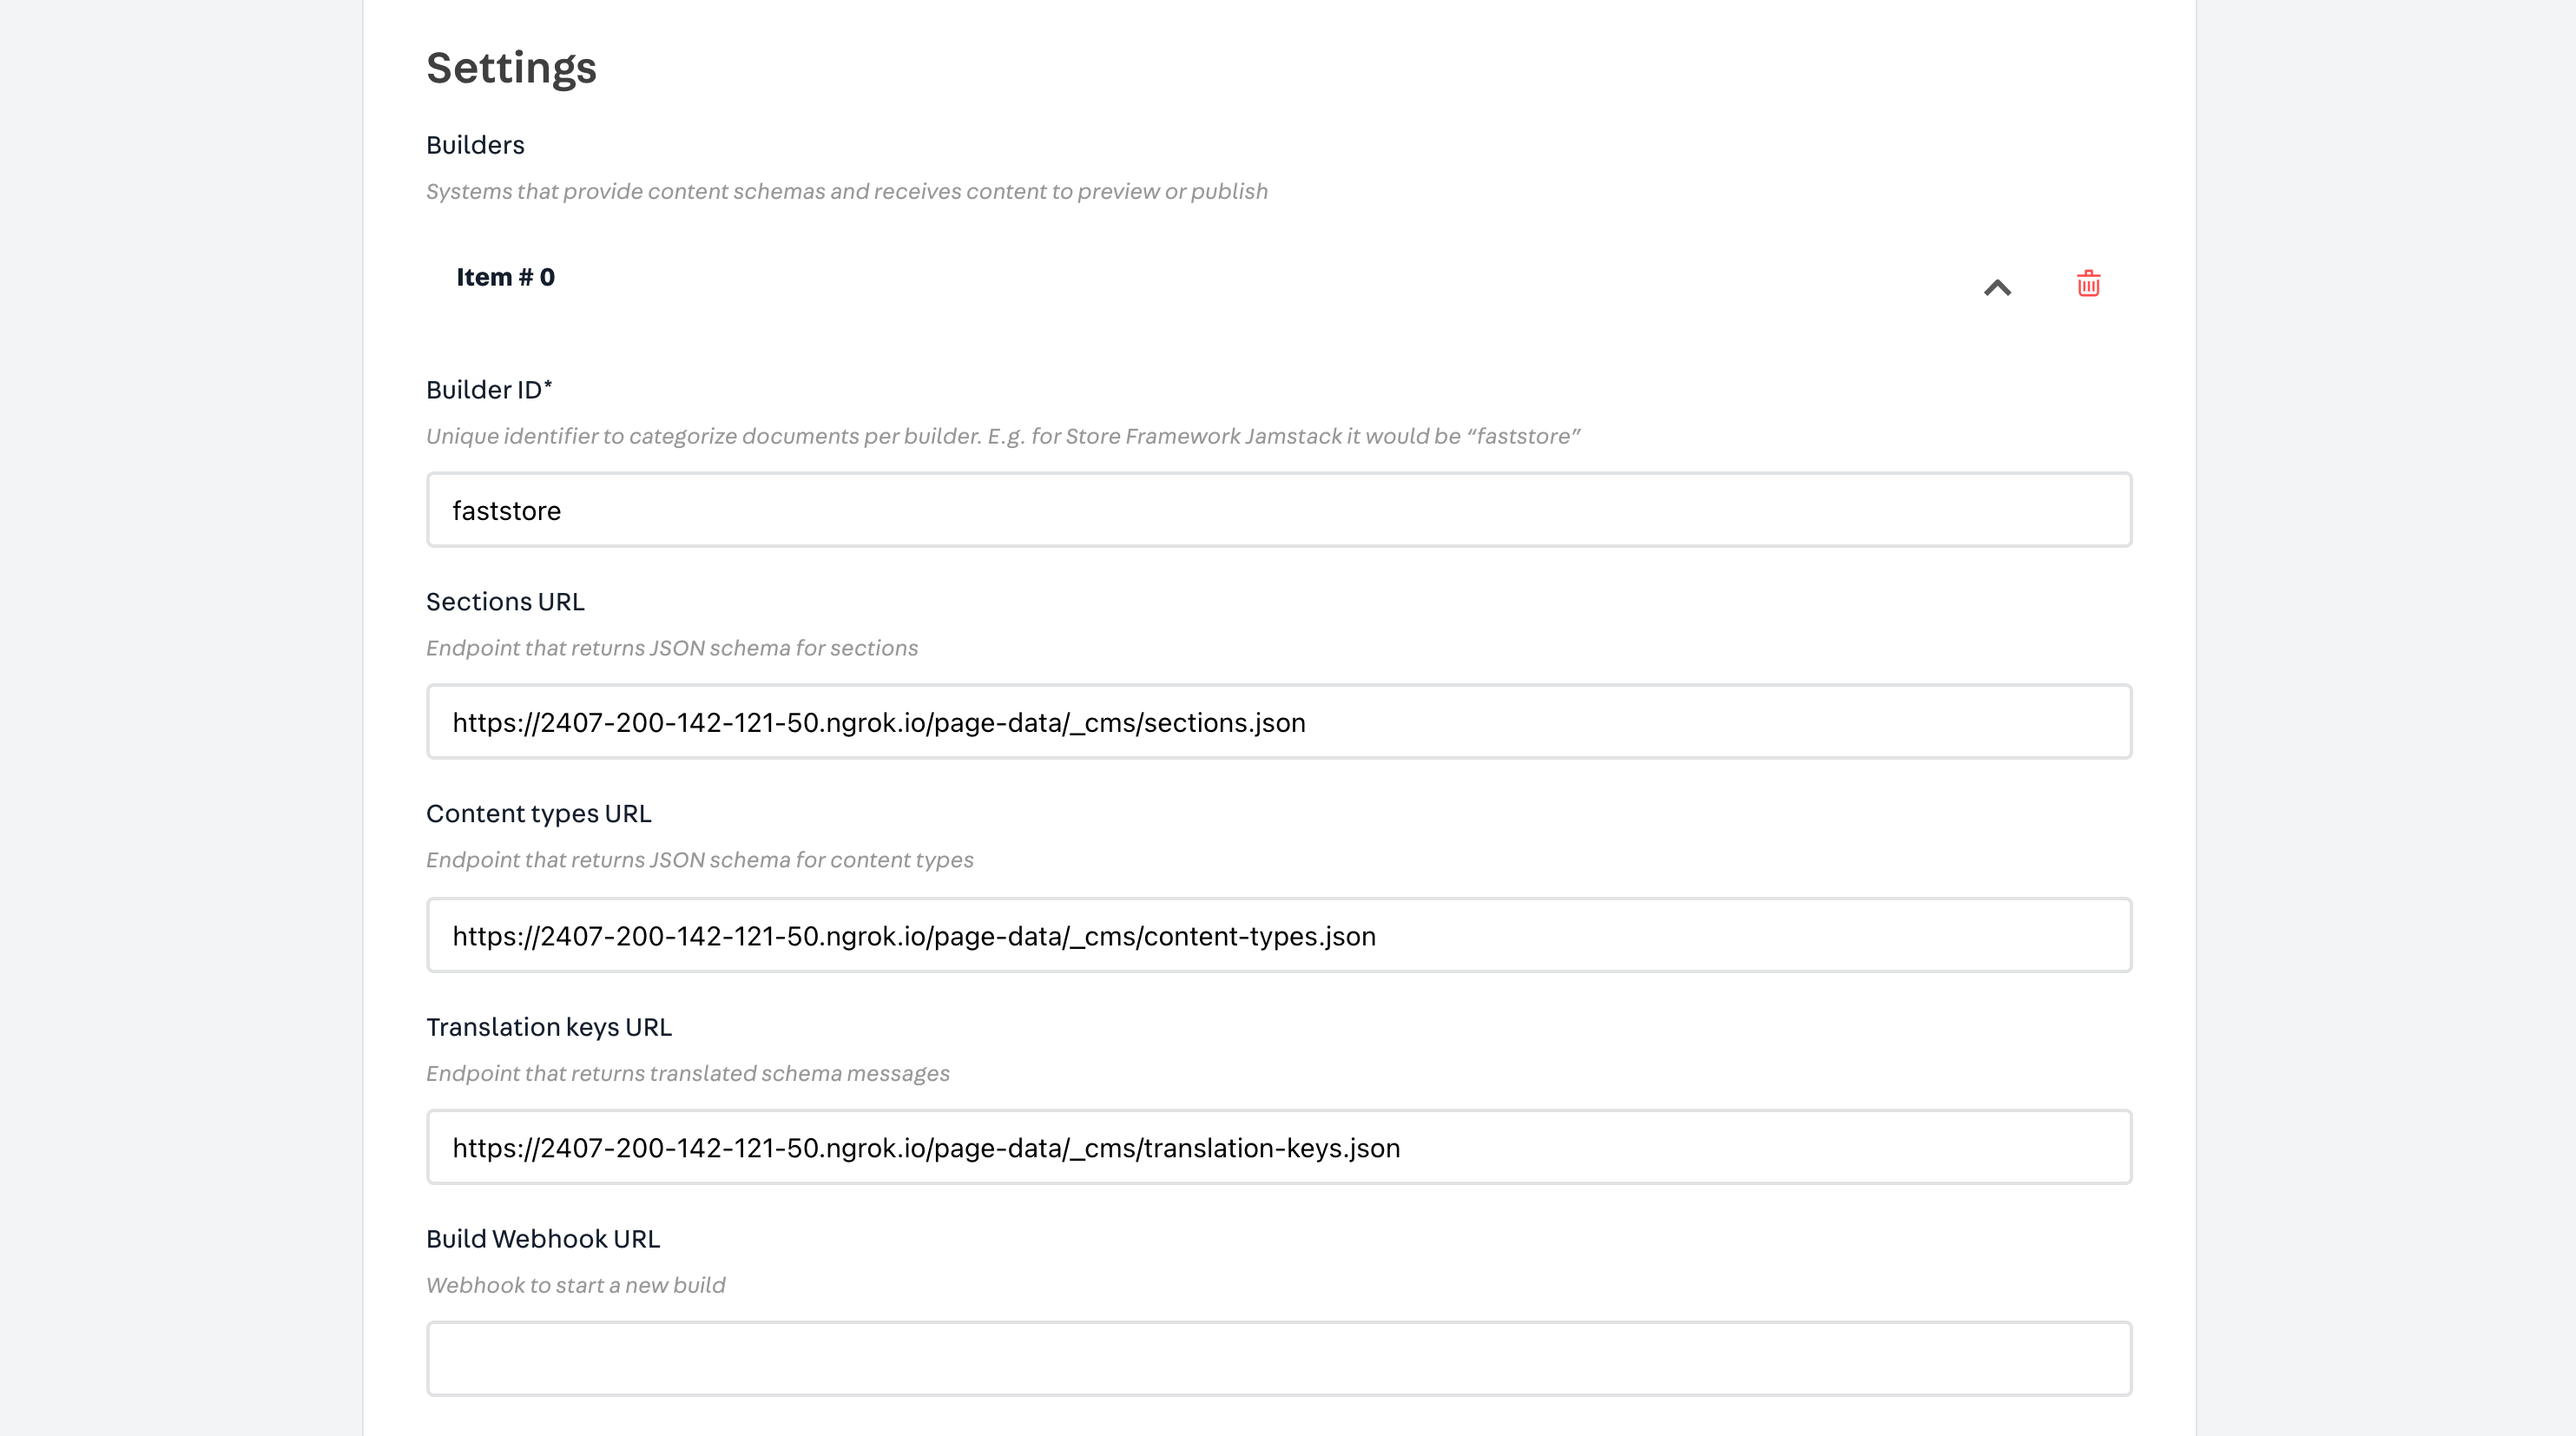 Settings
Builders
Systems that provide content schemas and receives content to preview or publish
Item # 0
Builder ID*
Unique identifier to categorize documents per builder. E.g. for Store Framework Jamstack it would be “faststore”
faststore
Sections URL
Endpoint that returns JSON schema for sections
https://2407-200-142-121-50.ngrok.io/page-data/_cms/sections.json
Content types URL
Endpoint that returns JSON schema for content types
https://2407-200-142-121-50.ngrok.io/page-data/_cms/content-types.json
Translation keys URL
Endpoint that returns translated schema messages
https://2407-200-142-121-50.ngrok.io/page-data/_cms/translation-keys.json
Build Webhook URL
Webhook to start a new build